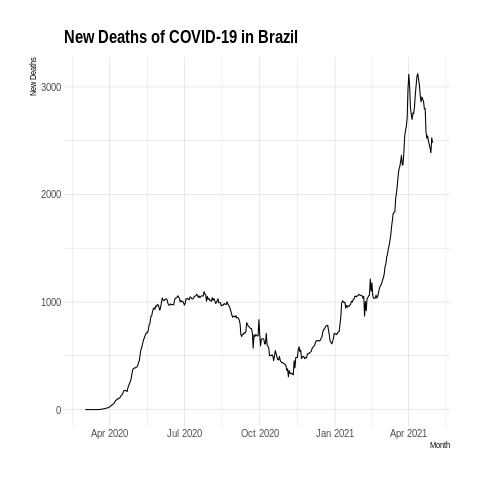 New Deaths of COVID-19 in Brazil
New Deaths
3000
2000
1000
0
Apr 2020 Jul 2020 Oct 2020 Jan 2021 Apr 2021
Month